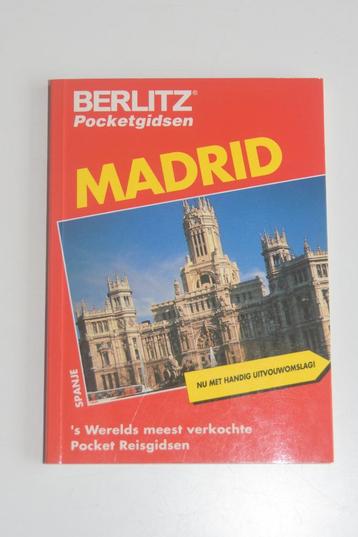 BERLITZ©
Pocketgidsen
MADRID
SPANJE
NU MET HANDIG UITVOUWOMSLAG!
's Werelds meest verkochte
Pocket Reisgidsen